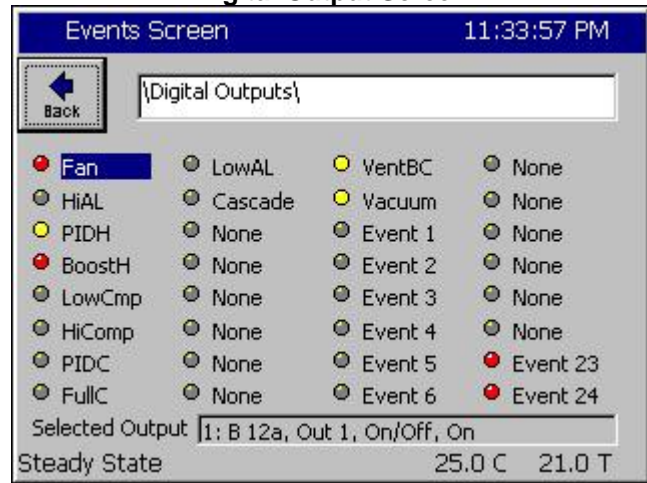 Events Screen 11:33:57 PM
Back \Digital Outputs\
Fan LowAL VentBC None
HiAL Cascade Vacuum None
PIDH None Event 1 None
BoostH None Event 2 None
LowCmp None Event 3 None
HiComp None Event 4 None
PIDC None Event 5 Event 23
FullC None Event 6 Event 24
Selected Output 1: B 12a, Out 1, On/Off, On
Steady State 25.0 C 21.0 T